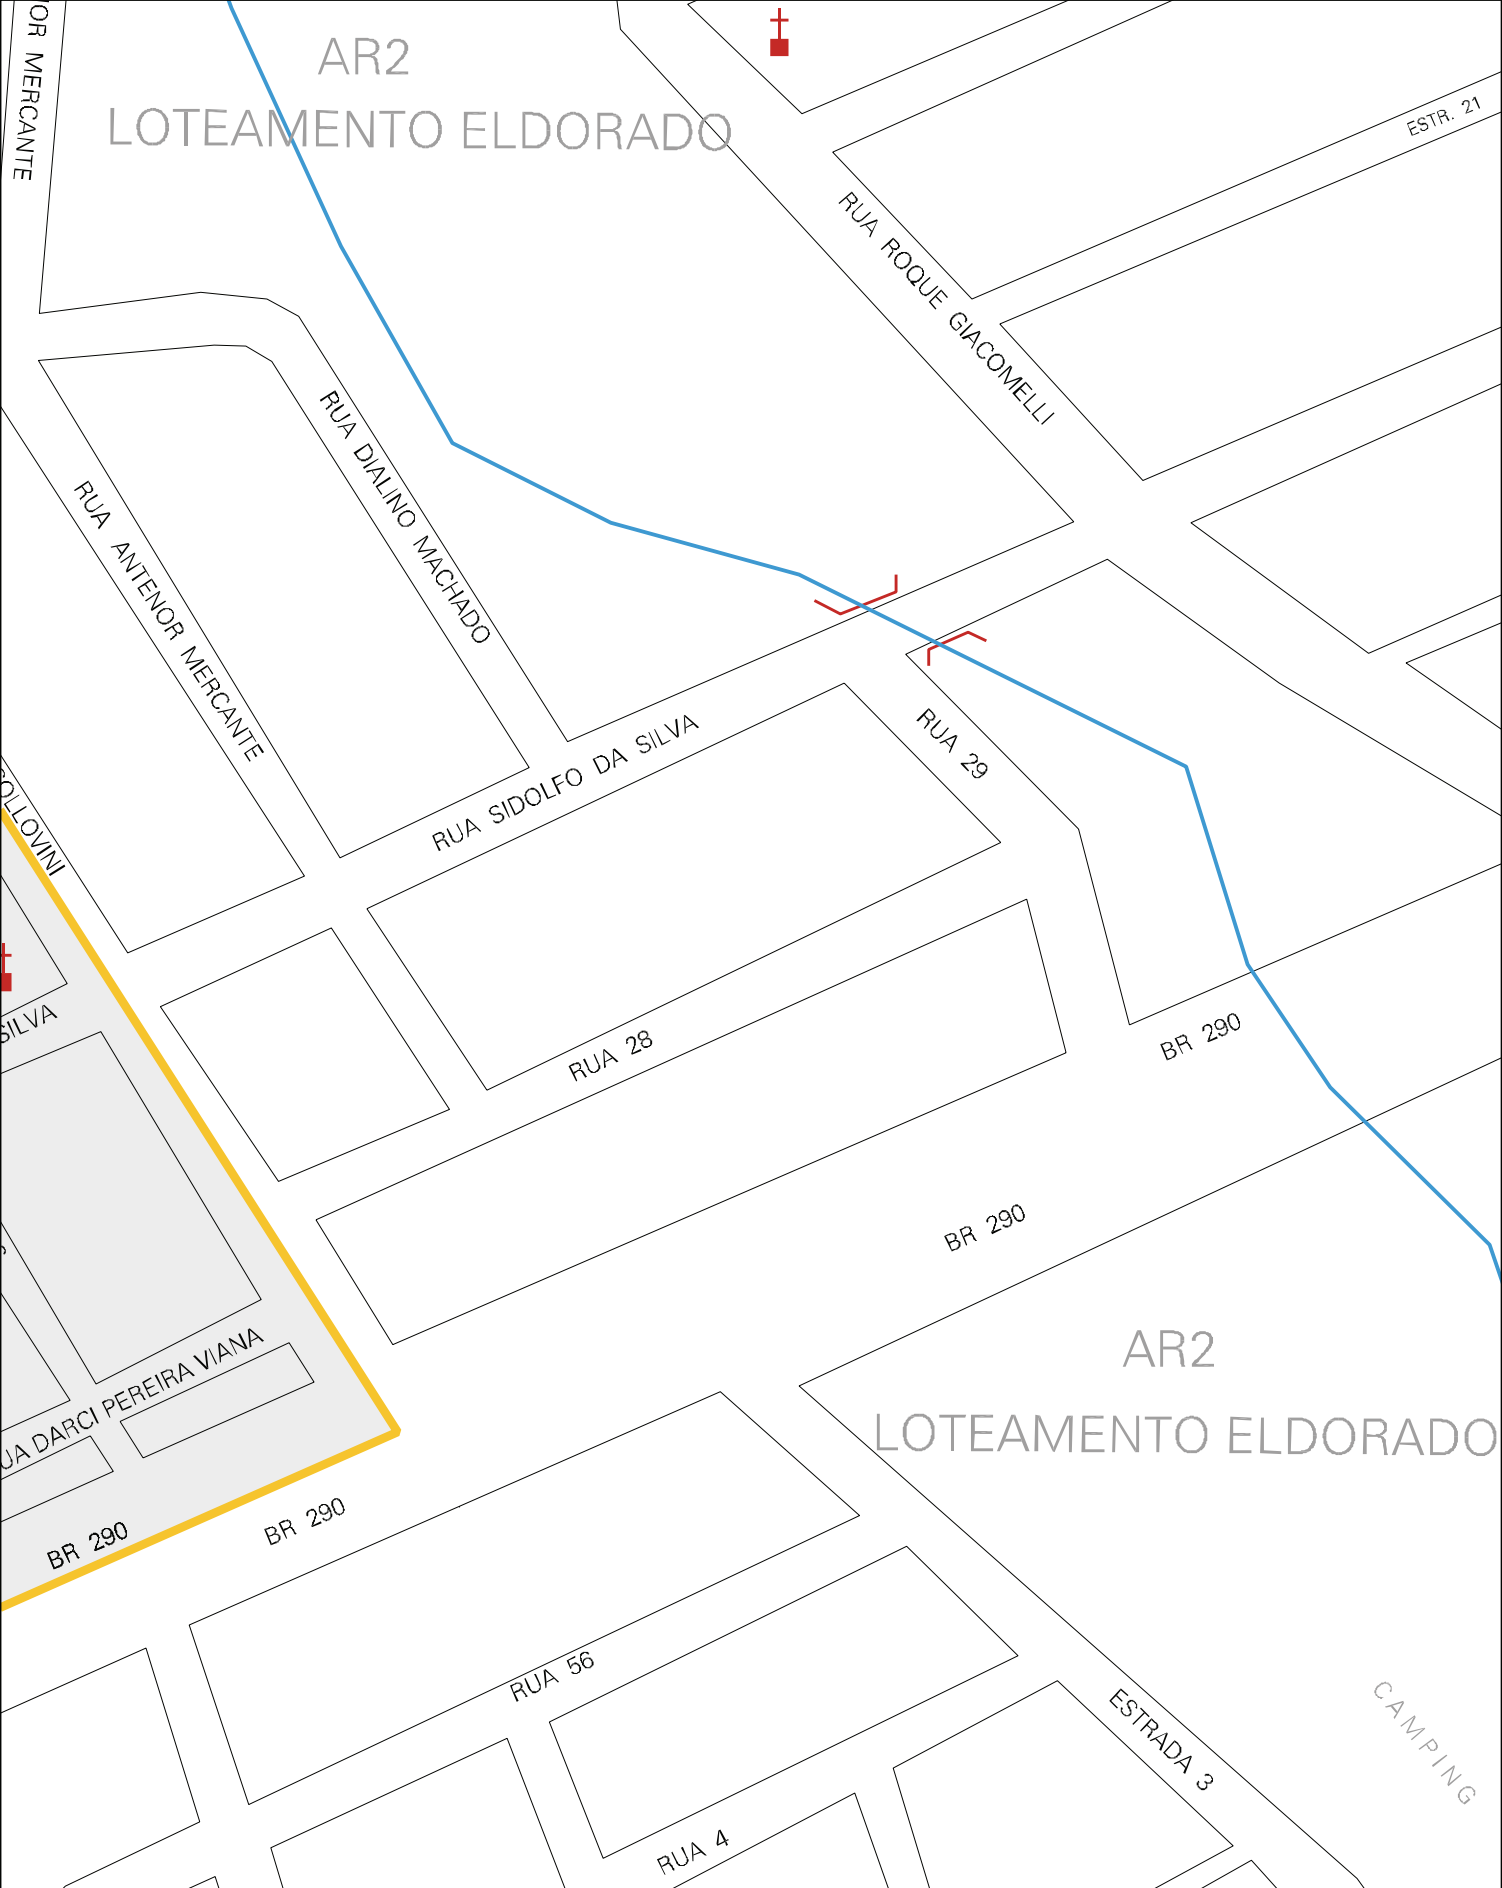 AR2
LOTEAMENTO ELDORADO
MERCANTE
ESTR. 21
RUA ROQUE GIACOMELLI
RUA DIALINO MACHADO
RUA ANTENOR MERCANTE
RUA SIDOLFO DA SILVA
RUA 29
OLLOVINI
SILVA
RUA 28
BR 290
BR 290
AR2
LOTEAMENTO ELDORADO
UA DARCI PEREIRA VIANA
BR 290
BR 290
RUA 56
ESTRADA 3
CAMPING
RUA 4